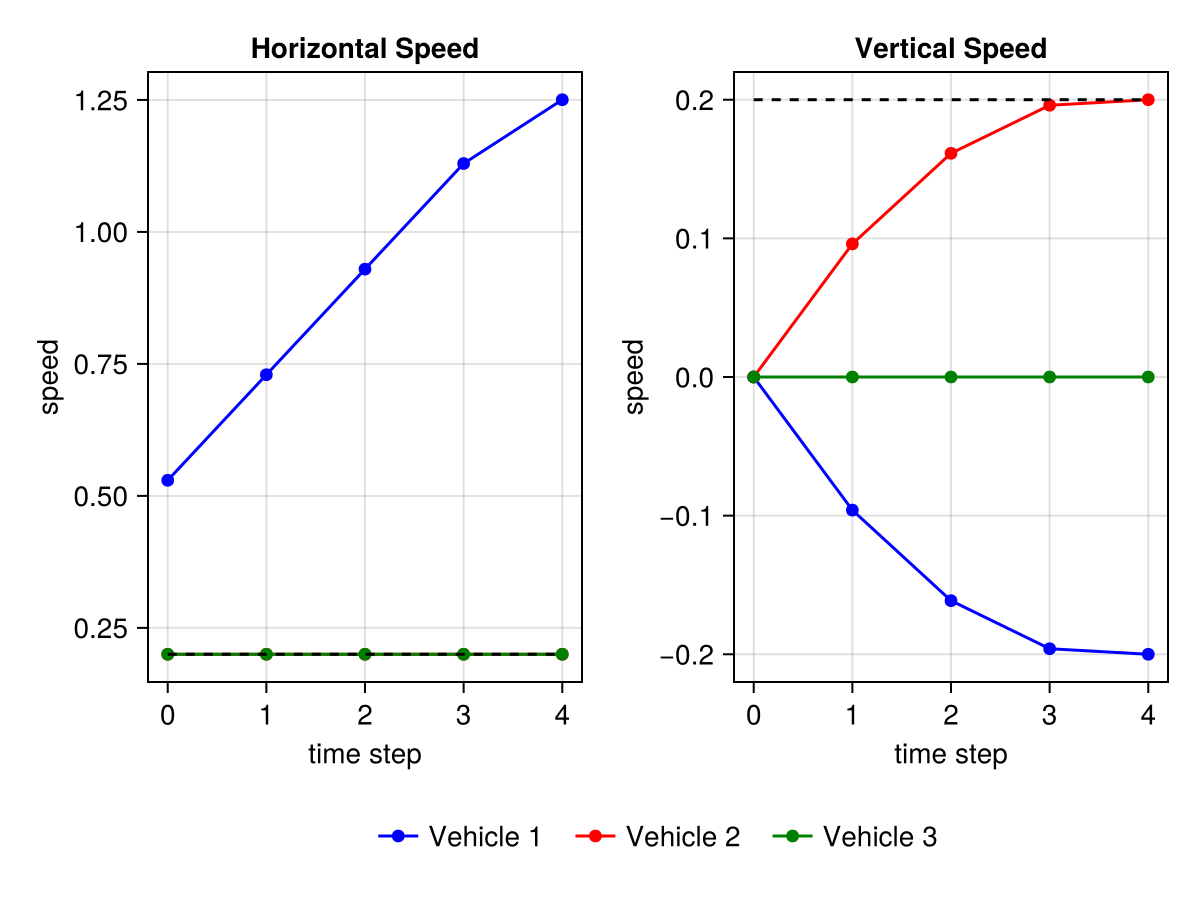 Horizontal Speed
1.25
1.00
0.75
0.50
0.25
speed
0 1 2 3 4
time step
Vertical Speed
0.2
0.1
0.0
−0.1
−0.2
speed
0 1 2 3 4
time step
Vehicle 1 Vehicle 2 Vehicle 3